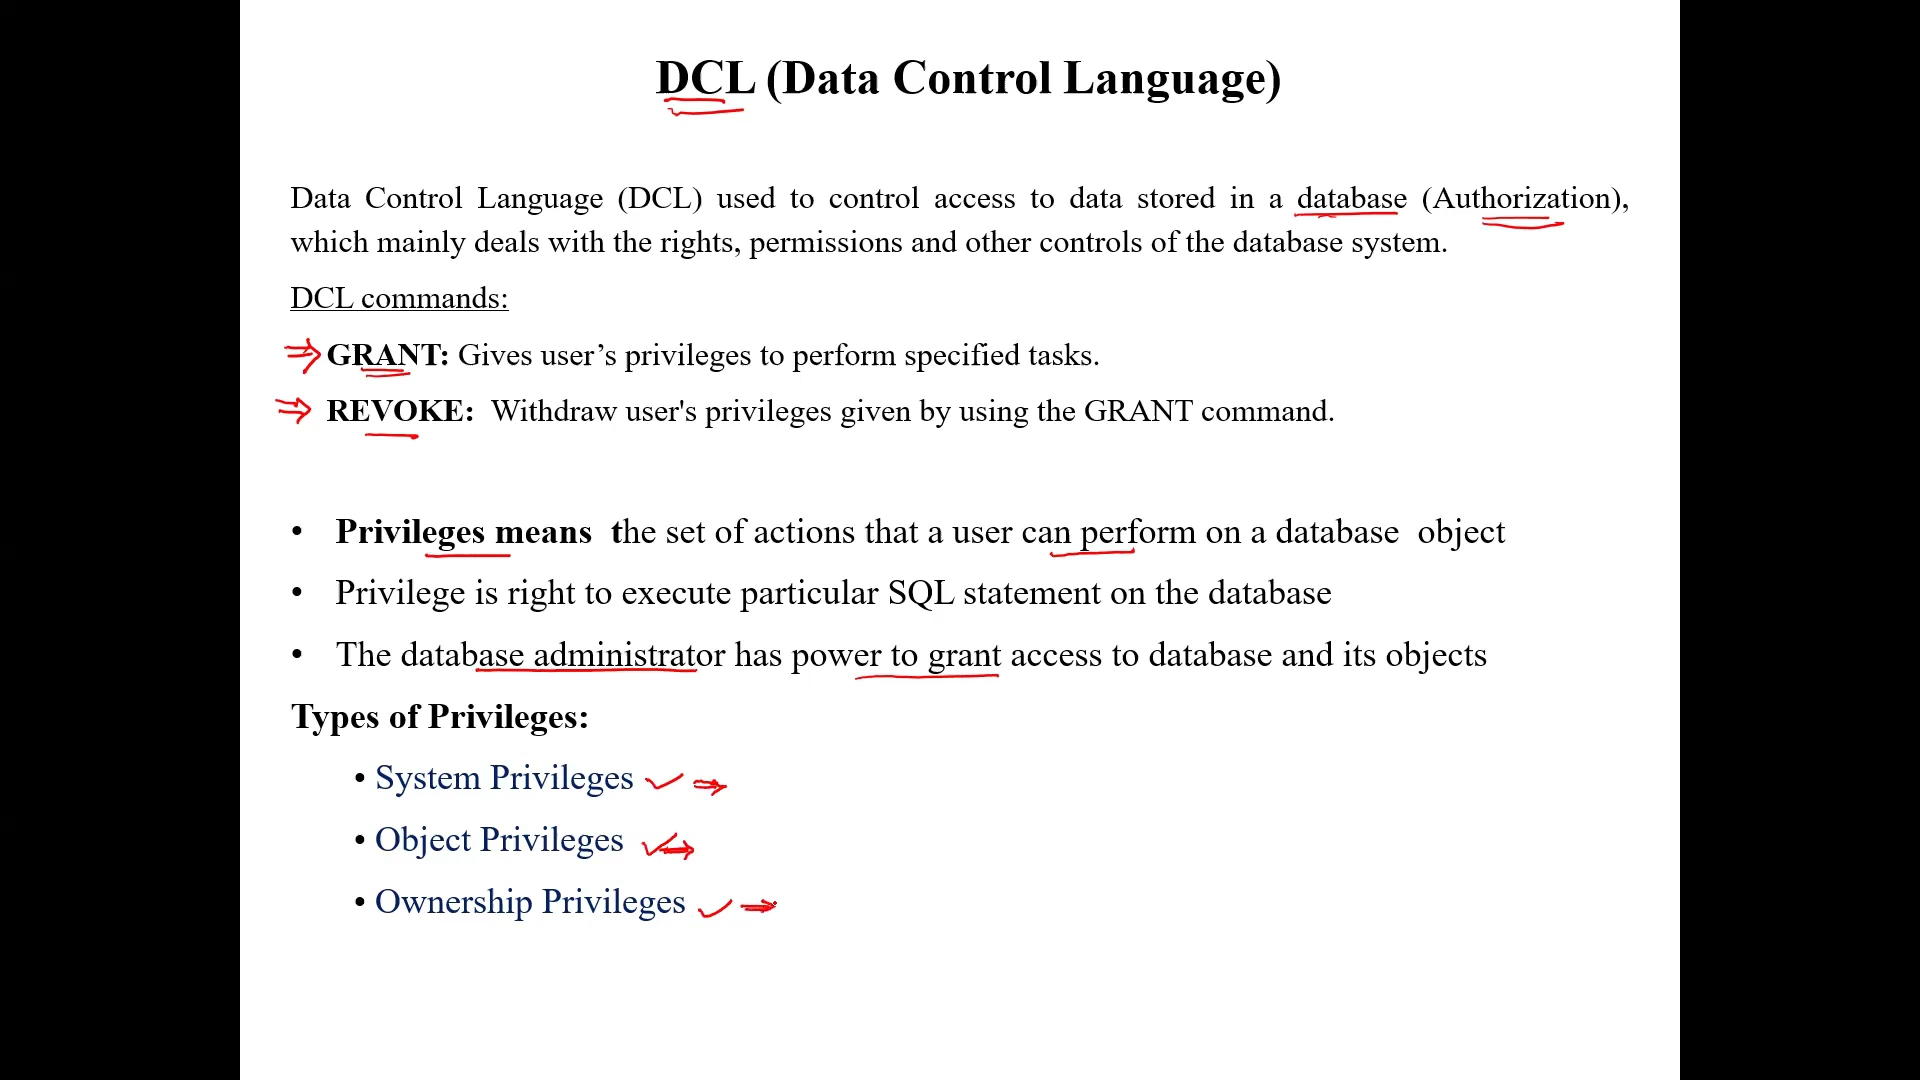 DCL (Data Control Language)
Data Control Language (DCL) used to control access to data stored in a database (Authorization),
which mainly deals with the rights, permissions and other controls of the database system.
DCL commands:
GRANT: Gives user’s privileges to perform specified tasks.
REVOKE: Withdraw user's privileges given by using the GRANT command.
• Privileges means the set of actions that a user can perform on a database object
• Privilege is right to execute particular SQL statement on the database
• The database administrator has power to grant access to database and its objects
Types of Privileges:
• System Privileges
• Object Privileges
• Ownership Privileges